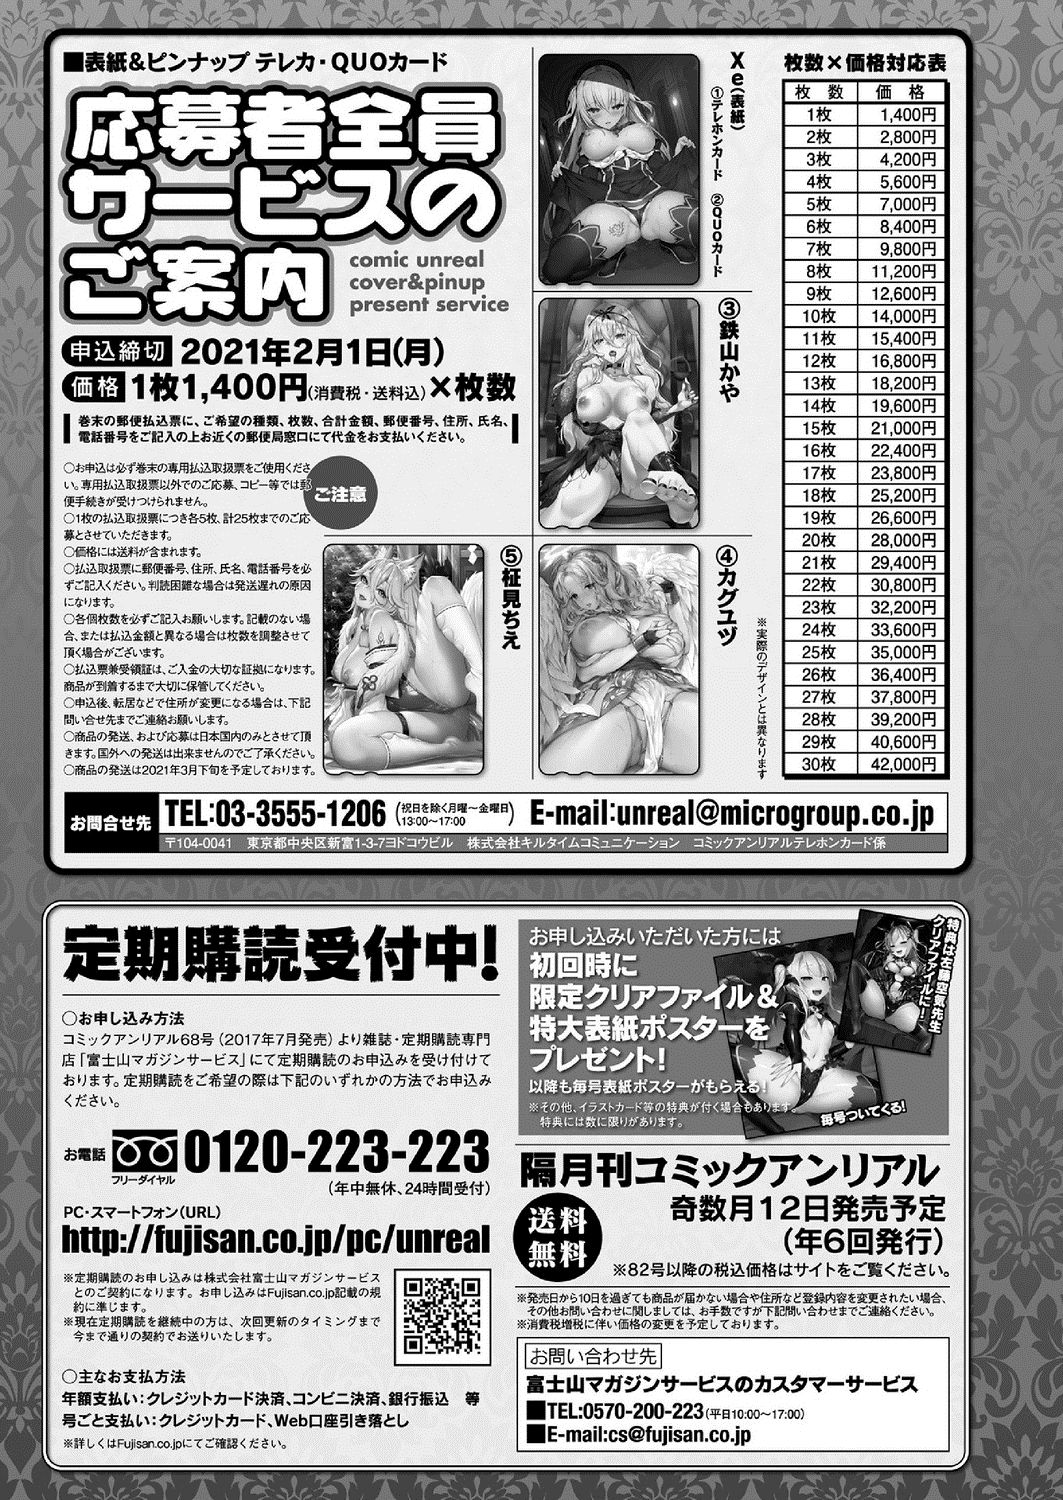 ■表紙&ピンナップ テレカ・QUOカード
応募者全員
サービスの
ご案内
comic unreal
cover&pinup
present service
申込締切 2021年2月1日(月)
価格 1枚1,400円(消費税・送料込)×枚数
巻末の郵便払込票に、ご希望の種類、枚数、合計金額、郵便番号、住所、氏名、
電話番号をご記入の上お近くの郵便局窓口にて代金をお支払いください。
ご注意
○お申込は必ず巻末の専用払込取扱票をご使用くださ
い。専用払込取扱票以外でのご応募、コピー等では郵
便手続きが受けつけられません。
○1枚の払込取扱票につき各5枚、計25枚までのご応
募とさせていただきます。
○価格には送料が含まれます。
○払込取扱票に郵便番号、住所、氏名、電話番号を必
ずご記入ください。判読困難な場合は発送遅れの原因
になります。
○各個枚数を必ずご記入お願いします。記載のない場
合、または払込金額と異なる場合は枚数を調整させて
頂く場合がございます。
○払込票兼受領証は、ご入金の大切な証拠になります。
商品が到着するまで大切に保管してください。
○申込後、転居などで住所が変更になる場合は、下記
問い合せ先までご連絡お願いします。
○商品の発送、および応募は日本国内のみとさせて頂
きます。国外への発送は出来ませんのでご了承ください。
○商品の発送は2021年3月下旬を予定しております。
Xe(表紙)
①テレホンカード ②QUOカード
③鉄山かや
④カグユヅ
⑤柾見ちえ
※実際のデザインとは異なります
枚数×価格対応表
枚 数 価 格
1枚 1,400円
2枚 2,800円
3枚 4,200円
4枚 5,600円
5枚 7,000円
6枚 8,400円
7枚 9,800円
8枚 11,200円
9枚 12,600円
10枚 14,000円
11枚 15,400円
12枚 16,800円
13枚 18,200円
14枚 19,600円
15枚 21,000円
16枚 22,400円
17枚 23,800円
18枚 25,200円
19枚 26,600円
20枚 28,000円
21枚 29,400円
22枚 30,800円
23枚 32,200円
24枚 33,600円
25枚 35,000円
26枚 36,400円
27枚 37,800円
28枚 39,200円
29枚 40,600円
30枚 42,000円
お問合せ先 TEL:03-3555-1206 (祝日を除く月曜〜金曜日 13:00〜17:00) E-mail:unreal@microgroup.co.jp
〒104-0041 東京都中央区新富1-3-7ヨドコウビル 株式会社キルタイムコミュニケーション コミックアンリアルテレホンカード係
定期購読受付中!
○お申し込み方法
コミックアンリアル68号(2017年7月発売)より雑誌・定期購読専門
店「富士山マガジンサービス」にて定期購読のお申込みを受け付けて
おります。定期購読をご希望の際は下記のいずれかの方法でお申込み
ください。
お電話 フリーダイヤル 0120-223-223
(年中無休、24時間受付)
PC・スマートフォン(URL)
http://fujisan.co.jp/pc/unreal
※定期購読のお申し込みは株式会社富士山マガジンサービス
とのご契約になります。お申し込みはFujisan.co.jp記載の規
約に準じます。
※現在定期購読を継続中の方は、次回更新のタイミングまで
今まで通りの契約でお送りいたします。
○主なお支払方法
年額支払い:クレジットカード決済、コンビニ決済、銀行振込 等
号ごと支払い:クレジットカード、Web口座引き落とし
※詳しくはFujisan.co.jpにてご確認ください。
お申し込みいただいた方には
初回時に
限定クリアファイル&
特大表紙ポスターを
プレゼント!
以降も毎号表紙ポスターがもらえる!
※その他、イラストカード等の特典が付く場合もあります。
特典には数に限りがあります。
特典は左藤空気先生
クリアファイルに!
毎号ついてくる!
隔月刊コミックアンリアル
送料無料
奇数月12日発売予定
(年6回発行)
※82号以降の税込価格はサイトをご覧ください。
※発売日から10日を過ぎても商品が届かない場合や住所など登録内容を変更されたい場合、
その他お問い合わせに関しましては、お手数ですが下記問い合わせまでご連絡ください。
※消費税増税に伴い価格の変更を予定しております。
お問い合わせ先
富士山マガジンサービスのカスタマーサービス
■TEL:0570-200-223(平日10:00〜17:00)
■E-mail:cs@fujisan.co.jp